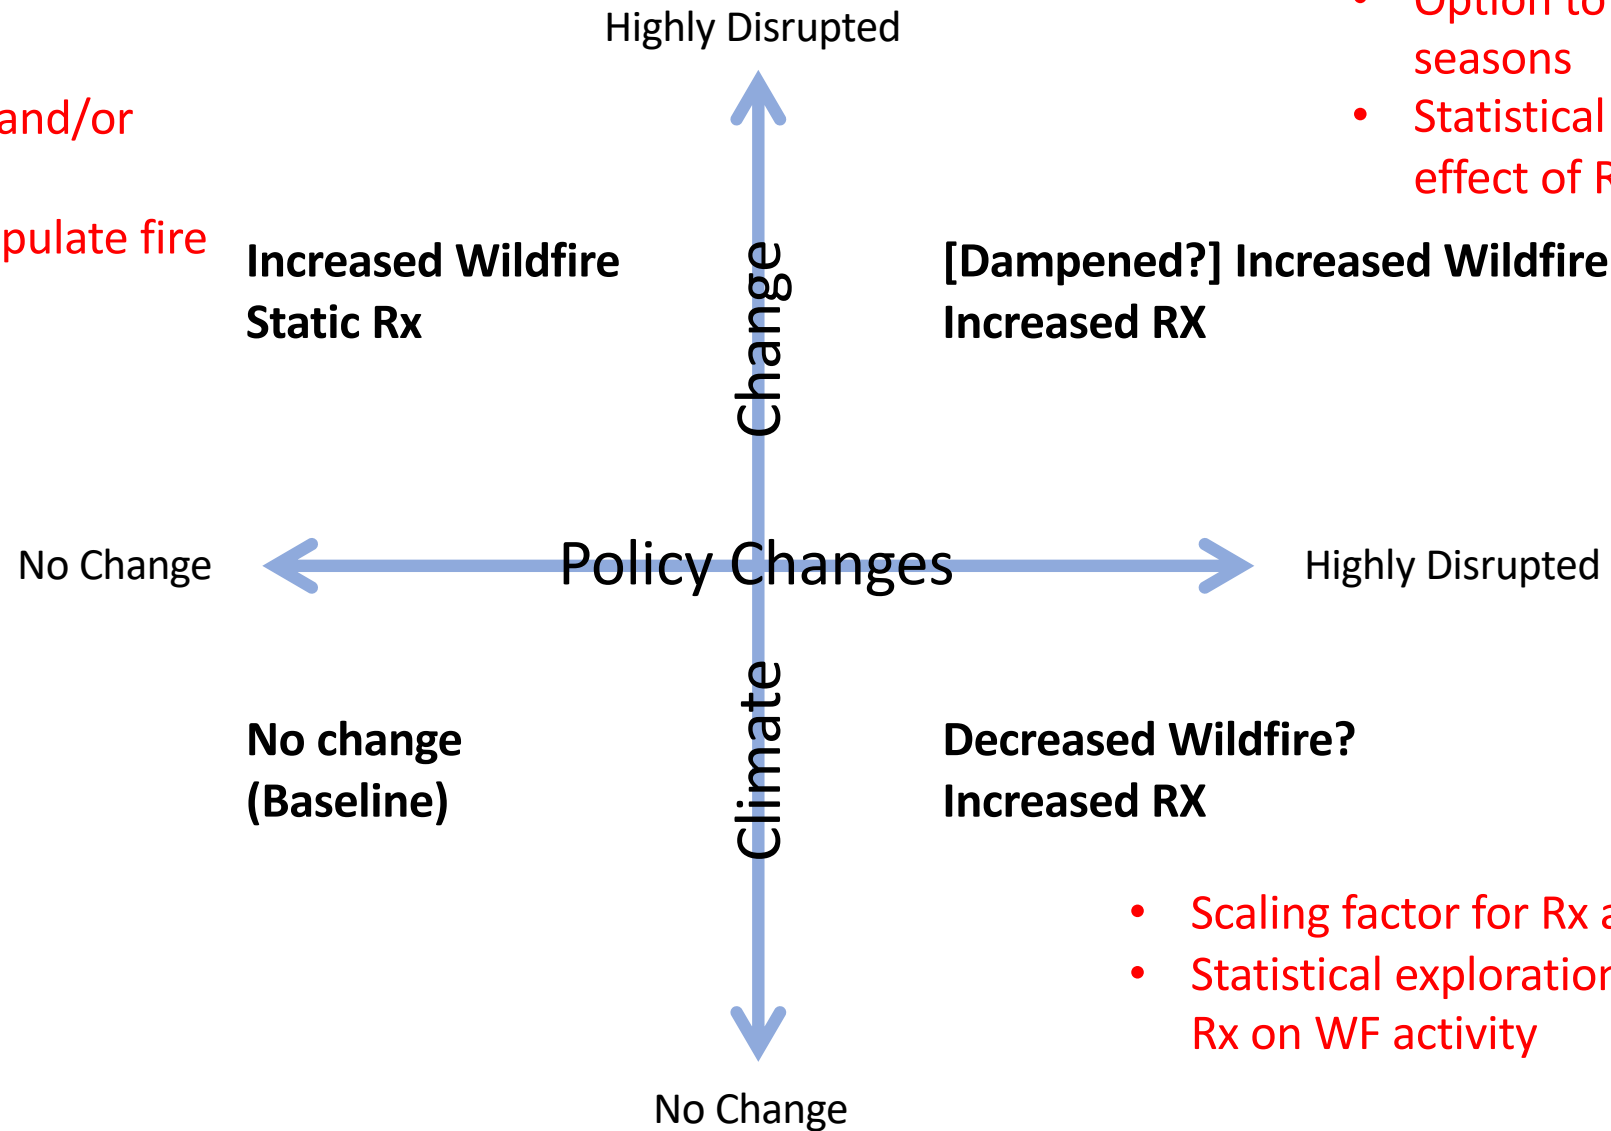 Highly Disrupted
Option to
seasons
Statistical
effect of
and/or
fire
Increased Wildfire
Static Rx
[Dampened?] Increased Wildfire
Increased RX
Climate Change
No Change
Policy Changes
Highly Disrupted
No change
(Baseline)
Decreased Wildfire?
Increased RX
Scaling factor for Rx
Statistical exploration
Rx on WF activity
No Change